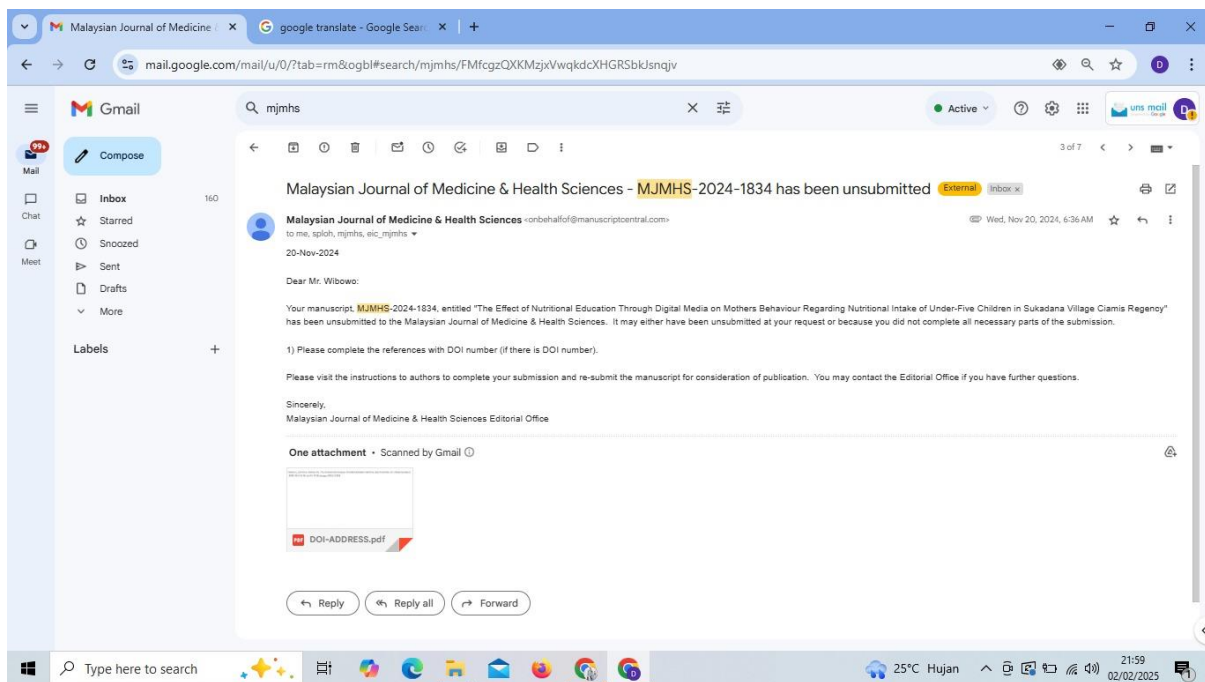 Malaysian Journal of Medicine &
google translate - Google Sear
mail.google.com/mail/u/0/?tab=rm&ogbl#search/mjmhs/FMfcgzQXKMzjxVwqkdcXHGRSbkJsnqjv
D
Gmail
mjmhs
Active
uns mail
99+
Mail
Compose
3 of 7
Chat
Meet
Inbox 160
Starred
Snoozed
Sent
Drafts
More
Labels
Malaysian Journal of Medicine & Health Sciences - MJMHS-2024-1834 has been unsubmitted External Inbox x
Malaysian Journal of Medicine & Health Sciences <onbehalfof@manuscriptcentral.com> Wed, Nov 20, 2024, 6:36 AM
to me, sploh, mjmhs, eic_mjmhs
20-Nov-2024
Dear Mr. Wibowo:
Your manuscript, MJMHS-2024-1834, entitled "The Effect of Nutritional Education Through Digital Media on Mothers Behaviour Regarding Nutritional Intake of Under-Five Children in Sukadana Village Ciamis Regency"
has been unsubmitted to the Malaysian Journal of Medicine & Health Sciences. It may either have been unsubmitted at your request or because you did not complete all necessary parts of the submission.
1) Please complete the references with DOI number (if there is DOI number).
Please visit the instructions to authors to complete your submission and re-submit the manuscript for consideration of publication. You may contact the Editorial Office if you have further questions.
Sincerely,
Malaysian Journal of Medicine & Health Sciences Editorial Office
One attachment • Scanned by Gmail
PDF DOI-ADDRESS.pdf
Reply Reply all Forward
Type here to search
25°C Hujan
21:59
02/02/2025